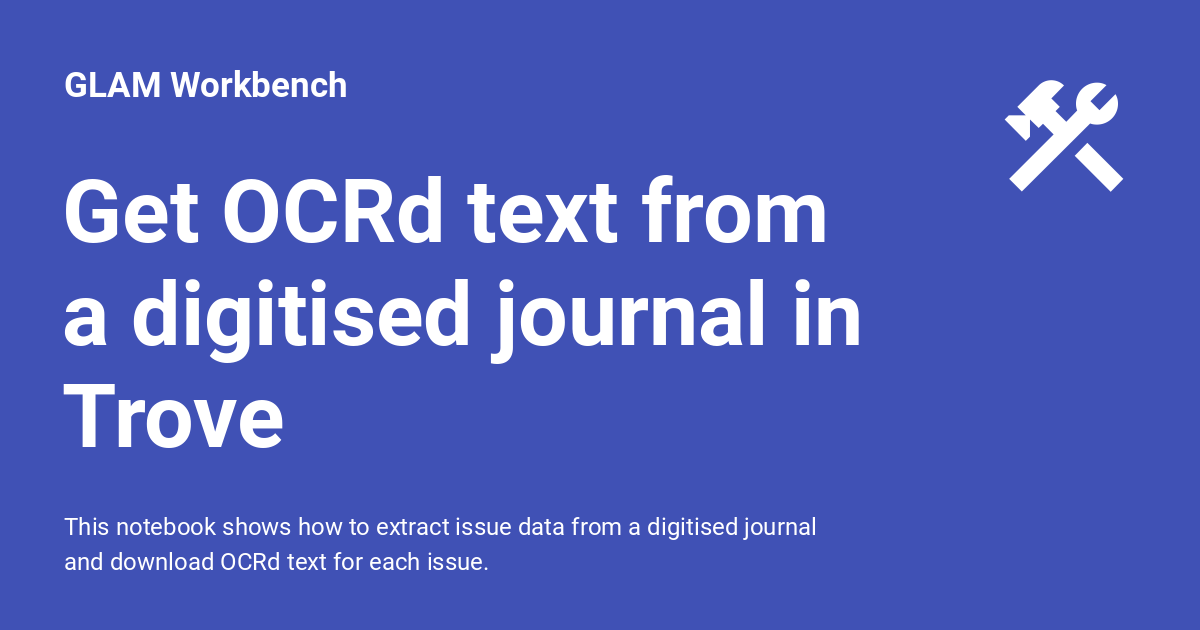 GLAM Workbench
Get OCRd text from
a digitised journal in
Trove
This notebook shows how to extract issue data from a digitised journal
and download OCRd text for each issue.